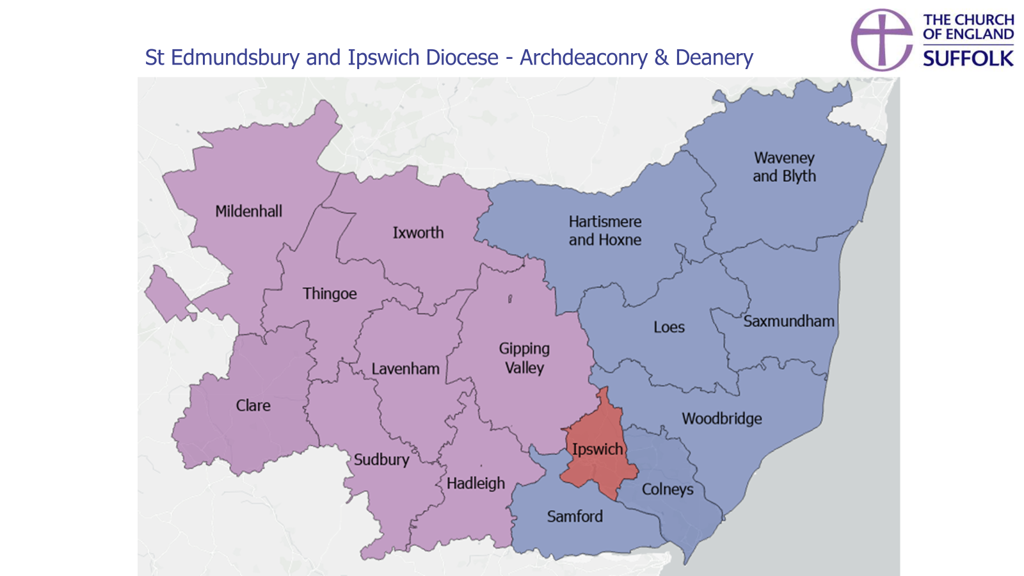 THE CHURCH
OF ENGLAND
SUFFOLK
St Edmundsbury and Ipswich Diocese - Archdeaconry & Deanery
Waveney
and Blyth
Mildenhall
Hartismere
and Hoxne
Ixworth
Thingoe
Loes
Saxmundham
Gipping
Valley
Lavenham
Clare
Woodbridge
Ipswich
Sudbury
Hadleigh
Colneys
Samford